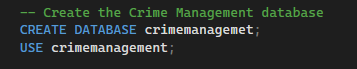 -- Create the Crime Management database
CREATE DATABASE crimemanagemet;
USE crimemanagement;